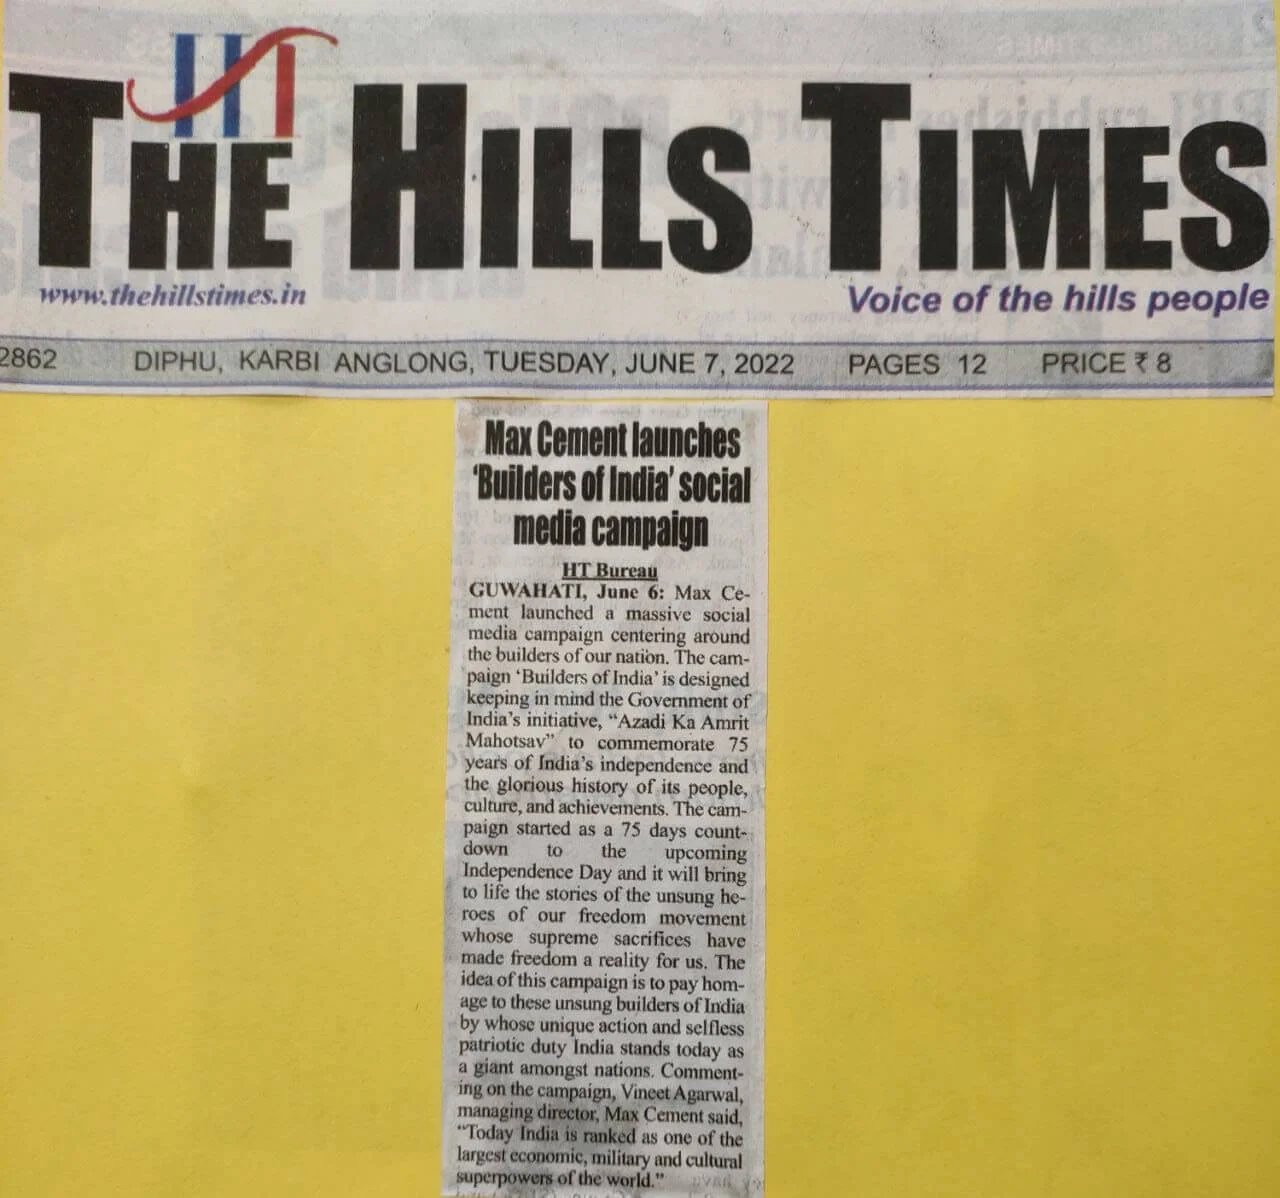 HT
THE HILLS TIMES
www.thehillstimes.in
Voice of the hills people
2862 DIPHU, KARBI ANGLONG, TUESDAY, JUNE 7, 2022 PAGES 12 PRICE ₹ 8
Max Cement launches
‘Builders of India’ social
media campaign
HT Bureau
GUWAHATI, June 6: Max Ce-
ment launched a massive social
media campaign centering around
the builders of our nation. The cam-
paign ‘Builders of India’ is designed
keeping in mind the Government of
India’s initiative, “Azadi Ka Amrit
Mahotsav” to commemorate 75
years of India’s independence and
the glorious history of its people,
culture, and achievements. The cam-
paign started as a 75 days count-
down to the upcoming
Independence Day and it will bring
to life the stories of the unsung he-
roes of our freedom movement
whose supreme sacrifices have
made freedom a reality for us. The
idea of this campaign is to pay hom-
age to these unsung builders of India
by whose unique action and selfless
patriotic duty India stands today as
a giant amongst nations. Comment-
ing on the campaign, Vineet Agarwal,
managing director, Max Cement said,
“Today India is ranked as one of the
largest economic, military and cultural
superpowers of the world.”